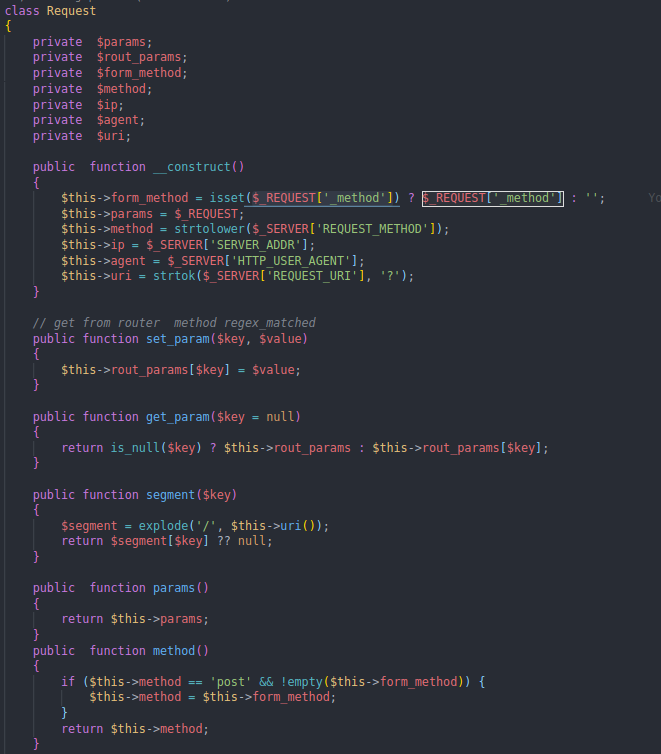 class Request
{
    private  $params;
    private  $rout_params;
    private  $form_method;
    private  $method;
    private  $ip;
    private  $agent;
    private  $uri;

    public  function __construct()
    {
        $this->form_method = isset($_REQUEST['_method']) ? $_REQUEST['_method'] : '';
        $this->params = $_REQUEST;
        $this->method = strtolower($_SERVER['REQUEST_METHOD']);
        $this->ip = $_SERVER['SERVER_ADDR'];
        $this->agent = $_SERVER['HTTP_USER_AGENT'];
        $this->uri = strtok($_SERVER['REQUEST_URI'], '?');
    }

    // get from router  method regex_matched
    public function set_param($key, $value)
    {
        $this->rout_params[$key] = $value;
    }

    public function get_param($key = null)
    {
        return is_null($key) ? $this->rout_params : $this->rout_params[$key];
    }

    public function segment($key)
    {
        $segment = explode('/', $this->uri());
        return $segment[$key] ?? null;
    }

    public  function params()
    {
        return $this->params;
    }
    public  function method()
    {
        if ($this->method == 'post' && !empty($this->form_method)) {
            $this->method = $this->form_method;
        }
        return $this->method;
    }